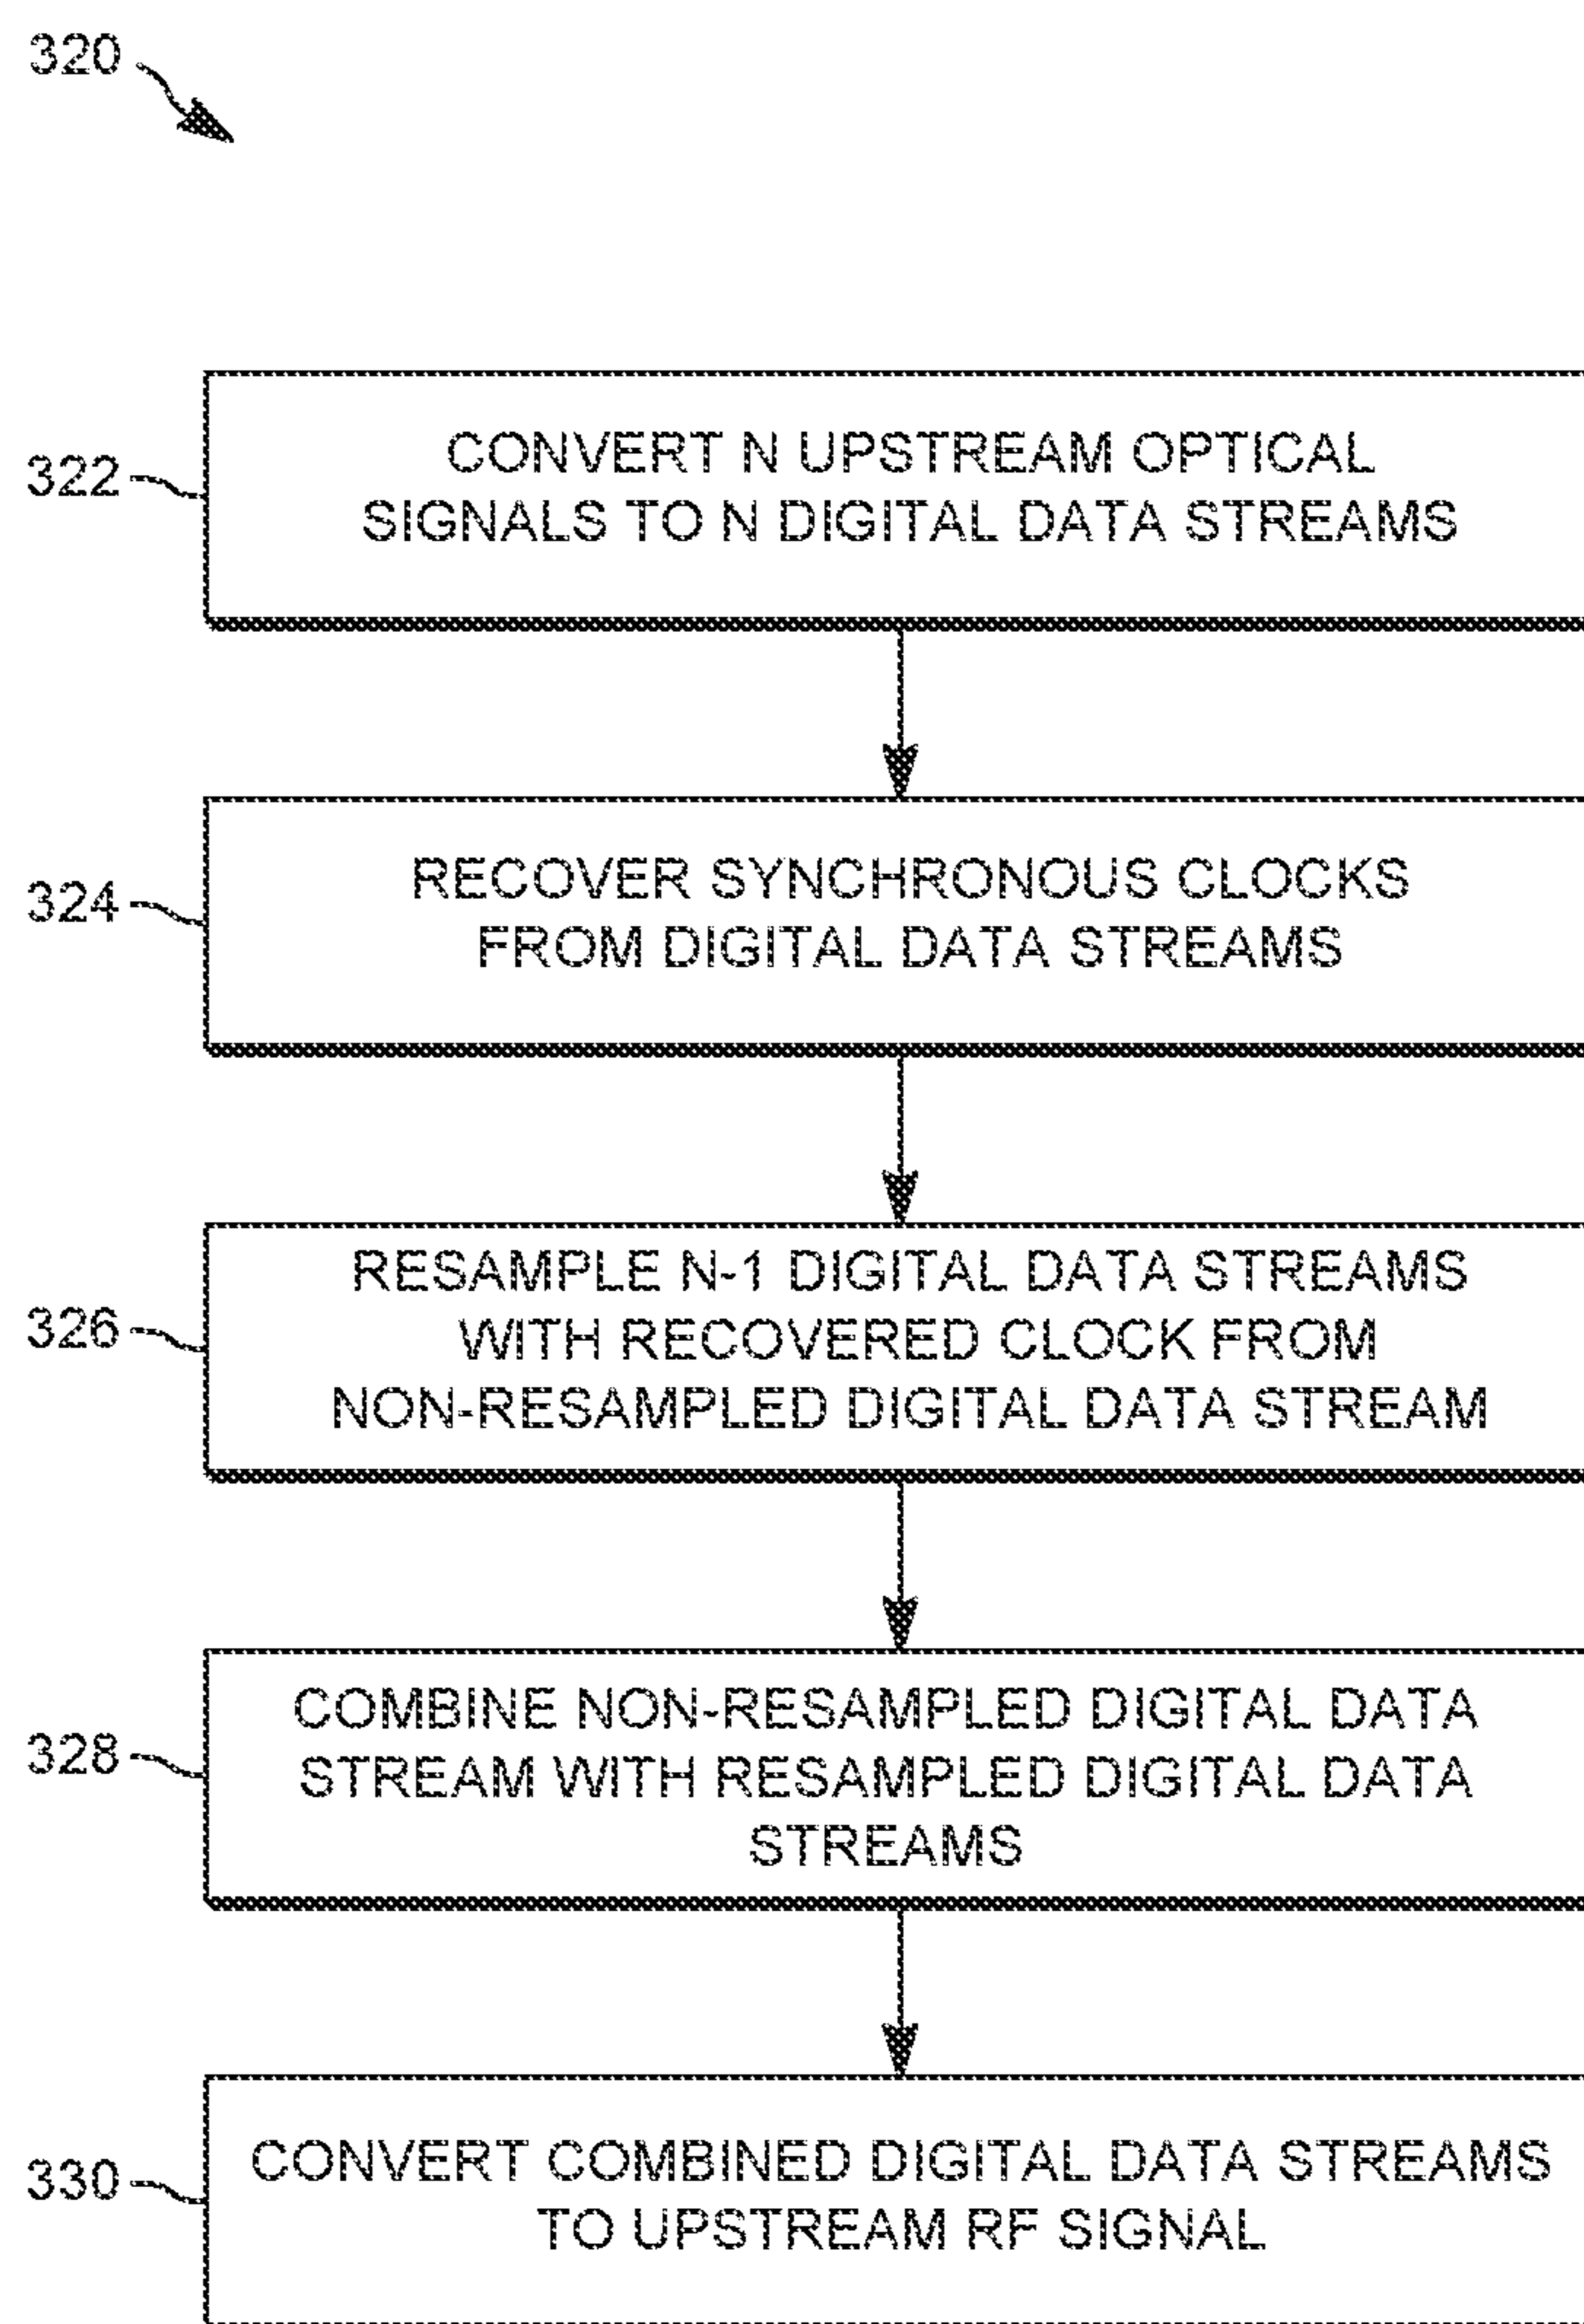 320
322
CONVERT N UPSTREAM OPTICAL
SIGNALS TO N DIGITAL DATA STREAMS
324
RECOVER SYNCHRONOUS CLOCKS
FROM DIGITAL DATA STREAMS
326
RESAMPLE N-1 DIGITAL DATA STREAMS
WITH RECOVERED CLOCK FROM
NON-RESAMPLED DIGITAL DATA STREAM
328
COMBINE NON-RESAMPLED DIGITAL DATA
STREAM WITH RESAMPLED DIGITAL DATA
STREAMS
330
CONVERT COMBINED DIGITAL DATA STREAMS
TO UPSTREAM RF SIGNAL